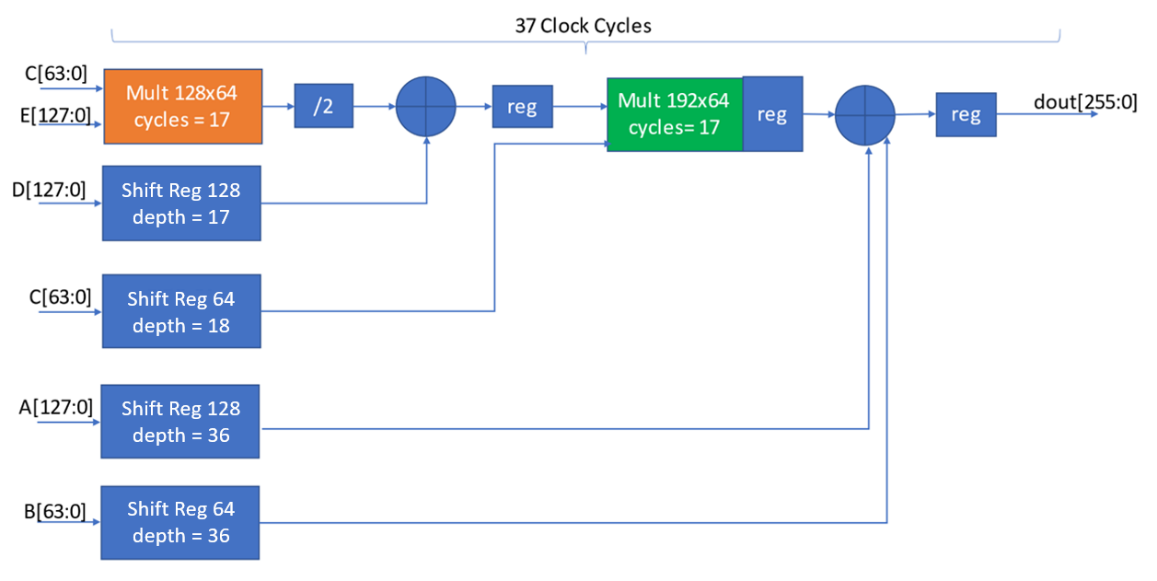 37 Clock Cycles
C[63:0]
E[127:0]
Mult 128x64
cycles = 17
/2
reg
Mult 192x64
cycles= 17
reg
reg
dout[255:0]
D[127:0]
Shift Reg 128
depth = 17
C[63:0]
Shift Reg 64
depth = 18
A[127:0]
Shift Reg 128
depth = 36
B[63:0]
Shift Reg 64
depth = 36